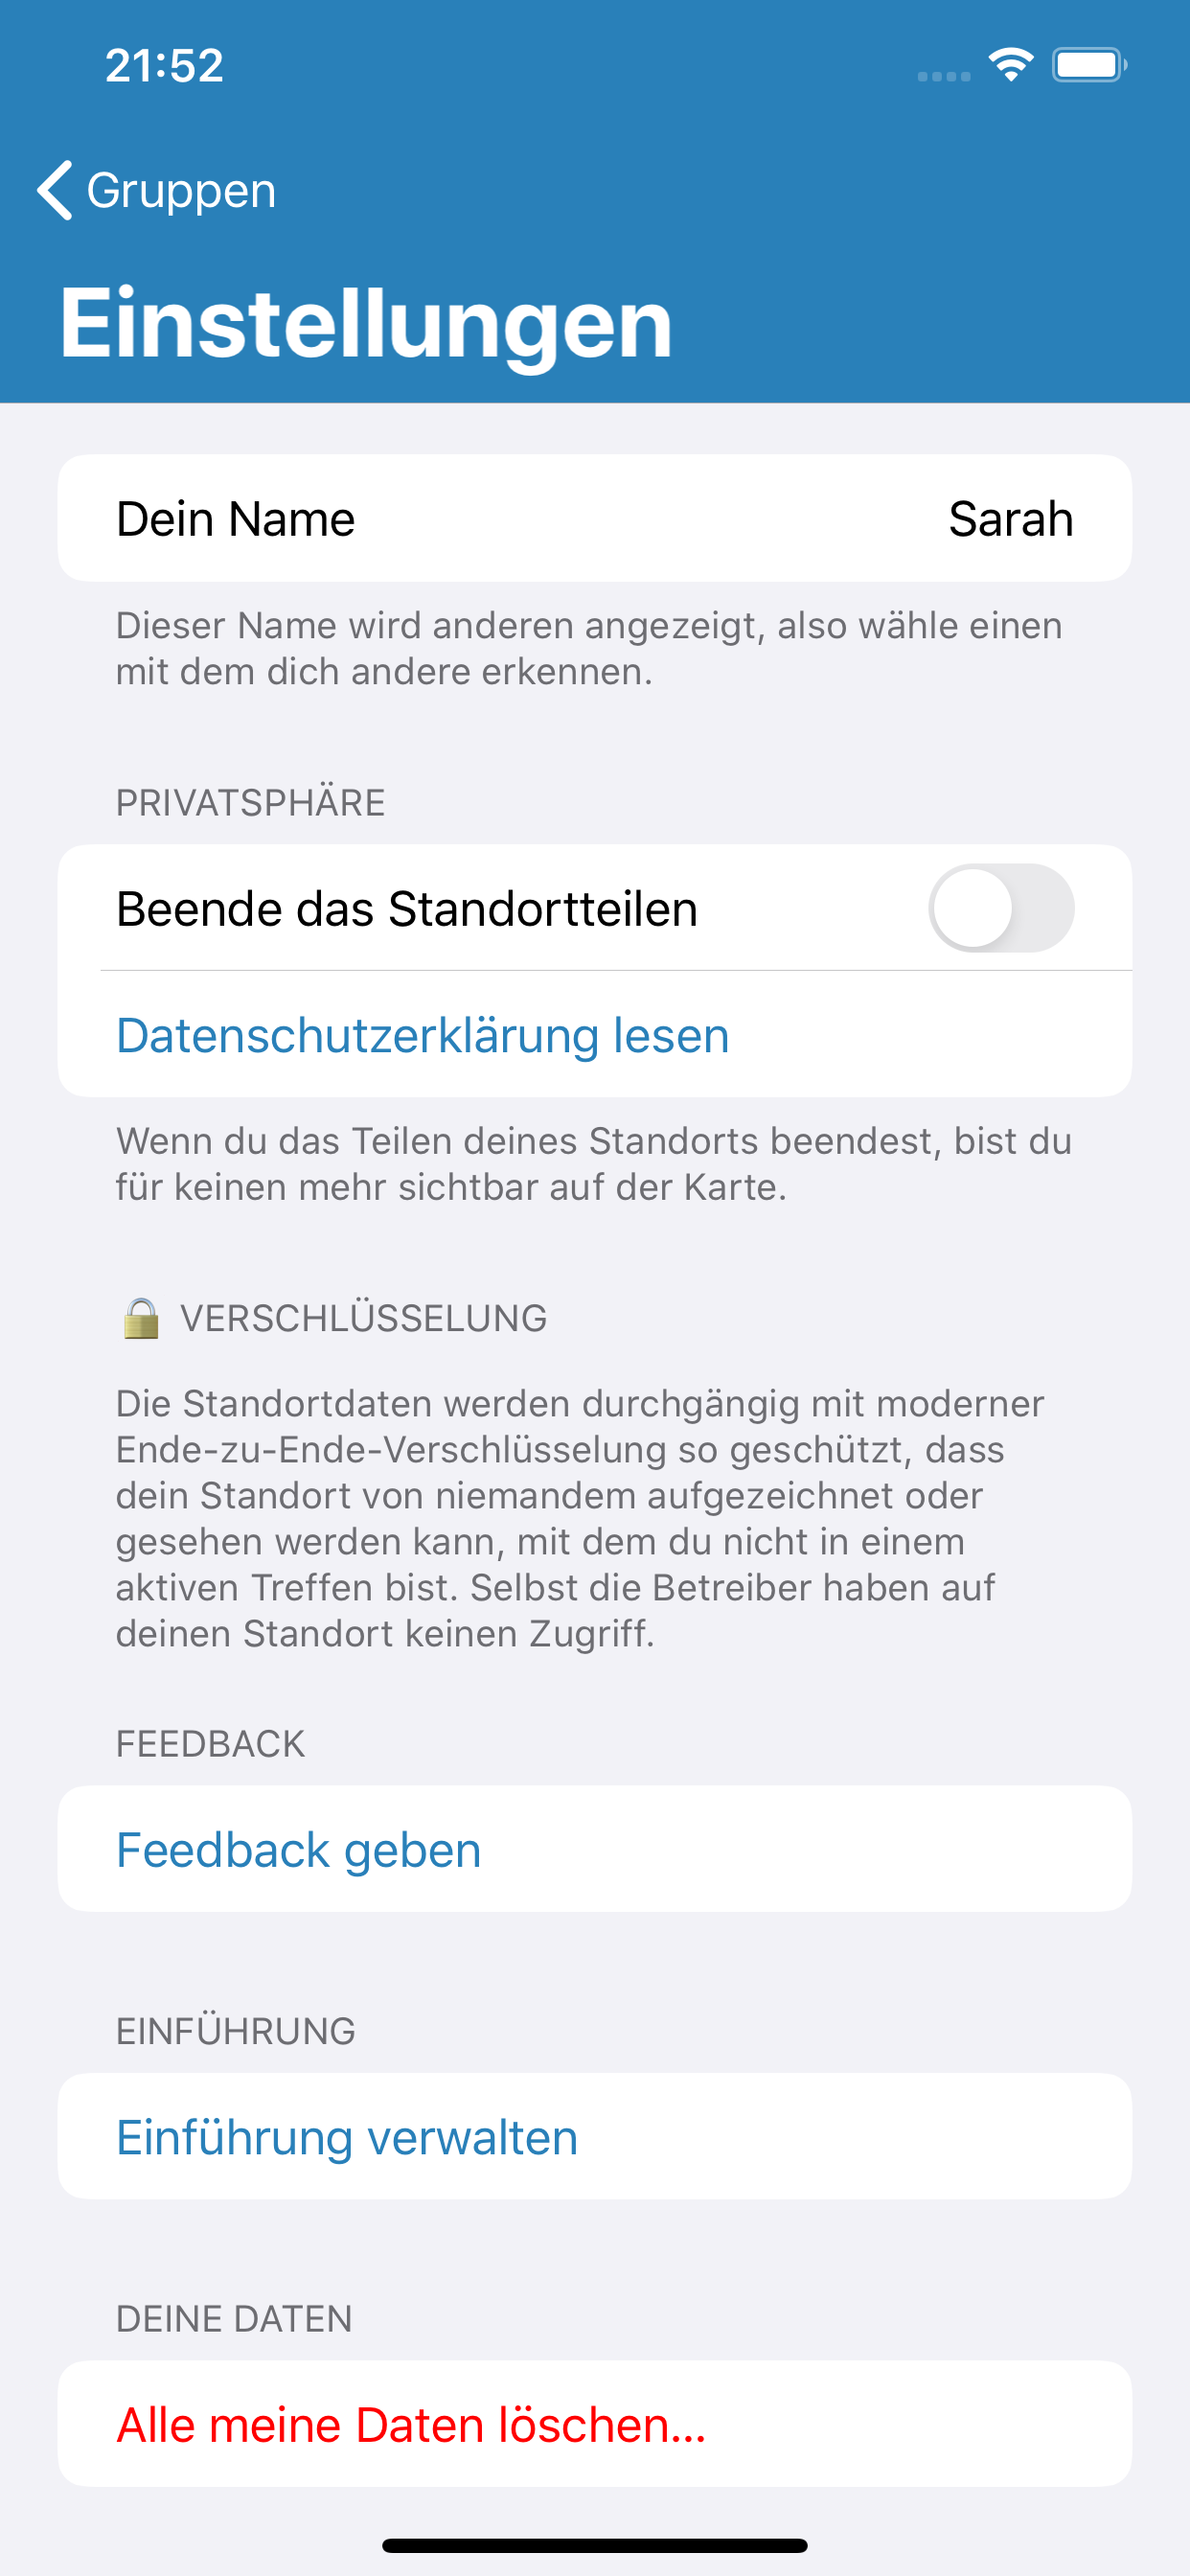 21:52
Gruppen
Einstellungen
Dein Name Sarah
Dieser Name wird anderen angezeigt, also wähle einen
mit dem dich andere erkennen.
PRIVATSPHÄRE
Beende das Standortteilen
Datenschutzerklärung lesen
Wenn du das Teilen deines Standorts beendest, bist du
für keinen mehr sichtbar auf der Karte.
🔒 VERSCHLÜSSELUNG
Die Standortdaten werden durchgängig mit moderner
Ende-zu-Ende-Verschlüsselung so geschützt, dass
dein Standort von niemandem aufgezeichnet oder
gesehen werden kann, mit dem du nicht in einem
aktiven Treffen bist. Selbst die Betreiber haben auf
deinen Standort keinen Zugriff.
FEEDBACK
Feedback geben
EINFÜHRUNG
Einführung verwalten
DEINE DATEN
Alle meine Daten löschen...